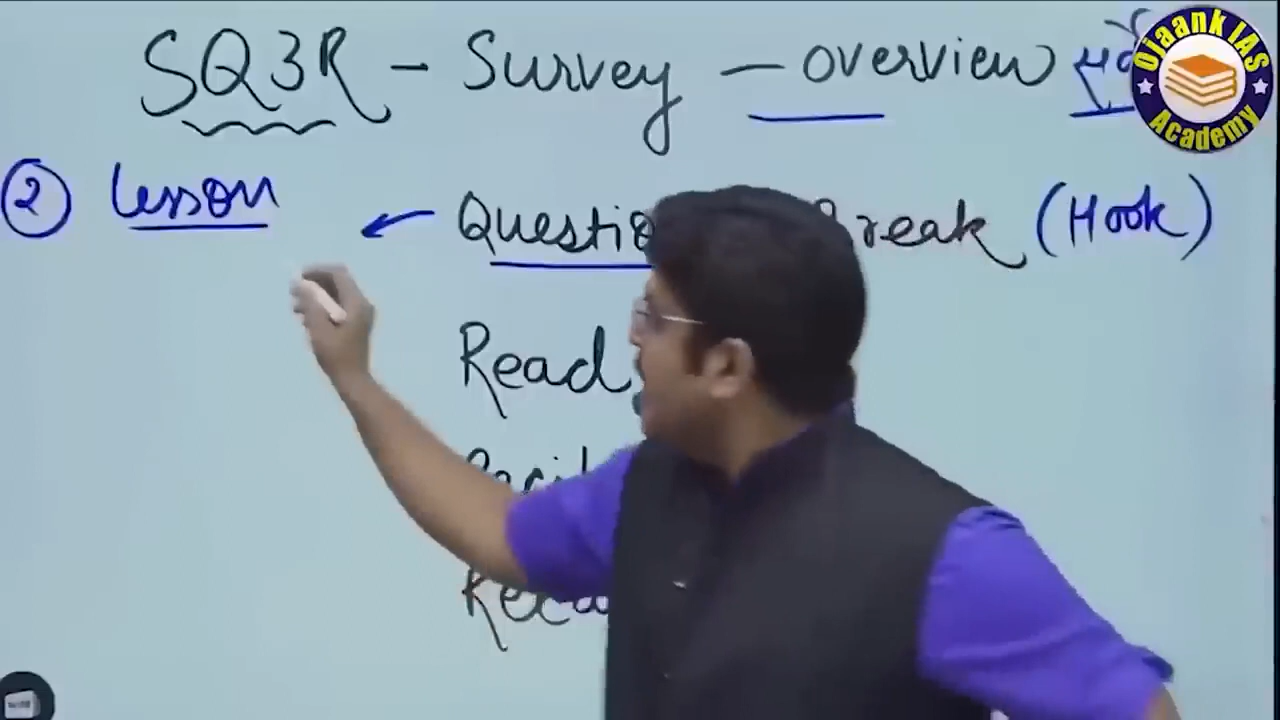 SQ3R - Survey - overview
② Lesson ← Question Break (Hook)
Read
Ojaank IAS Academy